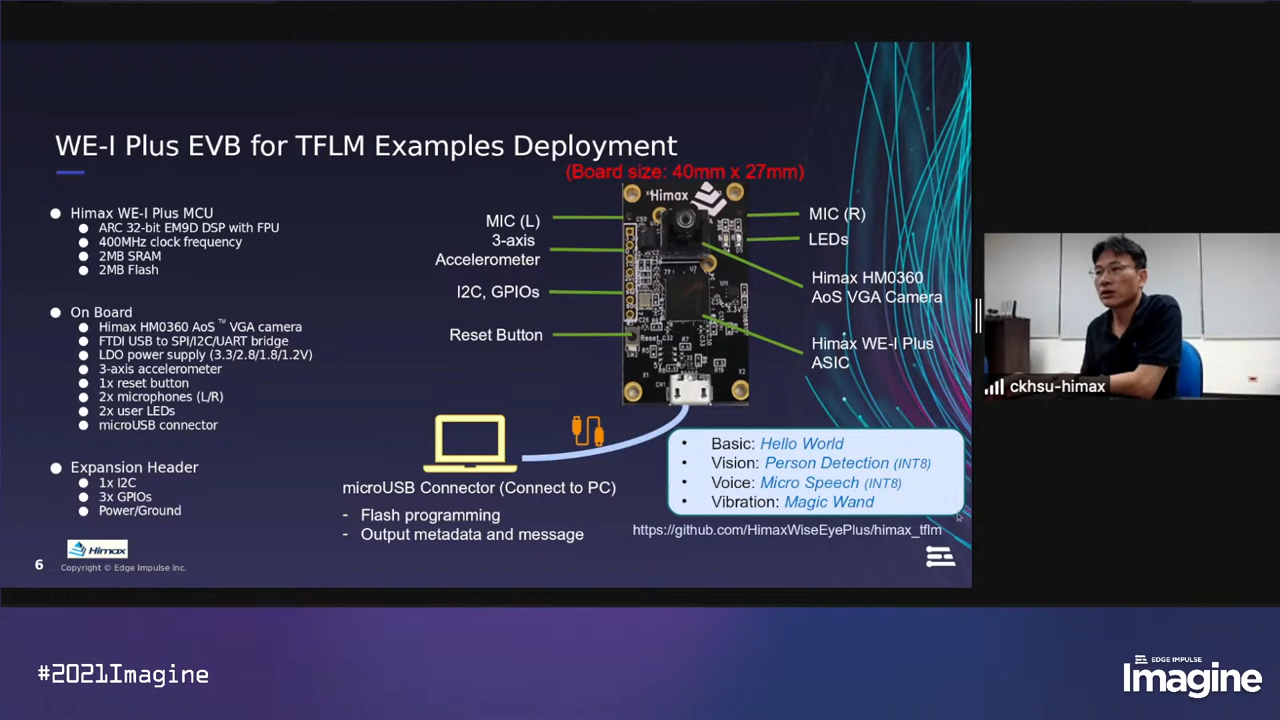 WE-I Plus EVB for TFLM Examples Deployment
(Board size: 40mm x 27mm)
Himax WE-I Plus MCU
ARC 32-bit EM9D DSP with FPU
400MHz clock frequency
2MB SRAM
2MB Flash
On Board
Himax HM0360 AoS™ VGA camera
FTDI USB to SPI/I2C/UART bridge
LDO power supply (3.3/2.8/1.8/1.2V)
3-axis accelerometer
1x reset button
2x microphones (L/R)
2x user LEDs
microUSB connector
Expansion Header
1x I2C
3x GPIOs
Power/Ground
MIC (L)
3-axis
Accelerometer
I2C, GPIOs
Reset Button
Himax
Reset
MIC (R)
LEDs
Himax HM0360
AoS VGA Camera
Himax WE-I Plus
ASIC
microUSB Connector (Connect to PC)
- Flash programming
- Output metadata and message
• Basic: Hello World
• Vision: Person Detection (INT8)
• Voice: Micro Speech (INT8)
• Vibration: Magic Wand
https://github.com/HimaxWiseEyePlus/himax_tflm
Himax
6
Copyright © Edge Impulse Inc.
ckhsu-himax
#2021Imagine
EDGE IMPULSE
Imagine